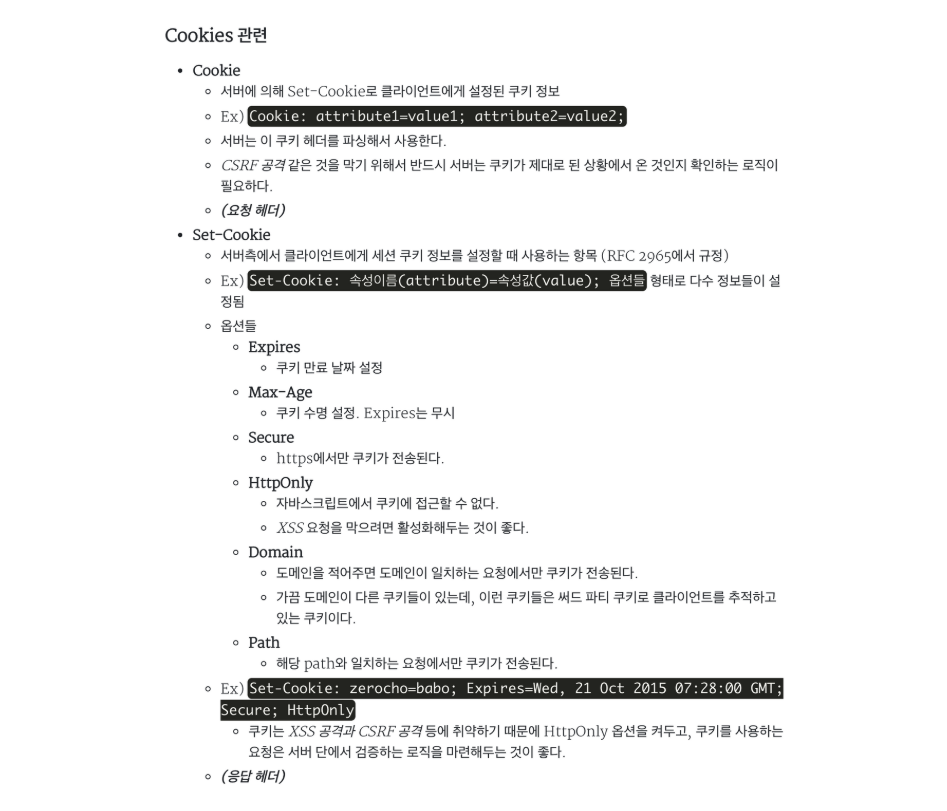 Cookies 관련
Cookie
서버에 의해 Set-Cookie로 클라이언트에게 설정된 쿠키 정보
Ex) Cookie: attribute1=value1; attribute2=value2;
서버는 이 쿠키 헤더를 파싱해서 사용한다.
CSRF 공격 같은 것을 막기 위해서 반드시 서버는 쿠키가 제대로 된 상황에서 온 것인지 확인하는 로직이
필요하다.
(요청 헤더)
Set-Cookie
서버측에서 클라이언트에게 세션 쿠키 정보를 설정할 때 사용하는 항목 (RFC 2965에서 규정)
Ex) Set-Cookie: 속성이름(attribute)=속성값(value); 옵션들 형태로 다수 정보들이 설
정됨
옵션들
Expires
쿠키 만료 날짜 설정
Max-Age
쿠키 수명 설정. Expires는 무시
Secure
https에서만 쿠키가 전송된다.
HttpOnly
자바스크립트에서 쿠키에 접근할 수 없다.
XSS 요청을 막으려면 활성화해두는 것이 좋다.
Domain
도메인을 적어주면 도메인이 일치하는 요청에서만 쿠키가 전송된다.
가끔 도메인이 다른 쿠키들이 있는데, 이런 쿠키들은 써드 파티 쿠키로 클라이언트를 추적하고
있는 쿠키이다.
Path
해당 path와 일치하는 요청에서만 쿠키가 전송된다.
Ex) Set-Cookie: zerocho=babo; Expires=Wed, 21 Oct 2015 07:28:00 GMT;
Secure; HttpOnly
쿠키는 XSS 공격과 CSRF 공격 등에 취약하기 때문에 HttpOnly 옵션을 켜두고, 쿠키를 사용하는
요청은 서버 단에서 검증하는 로직을 마련해두는 것이 좋다.
(응답 헤더)